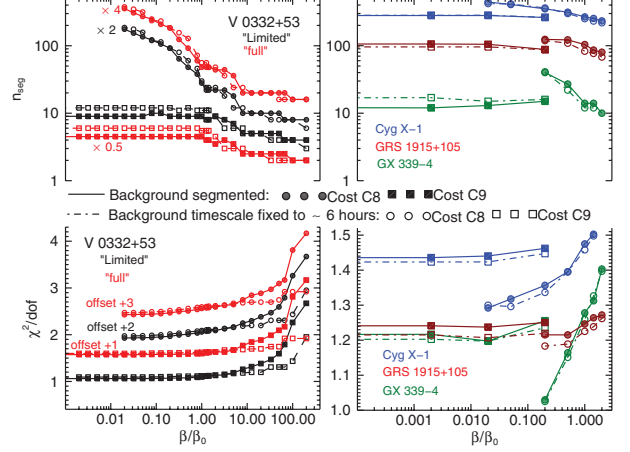 × 4
V 0332+53
× 2
"Limited"
"full"
100
10
1
n_seg
× 0.5
100
10
1
Cyg X−1
GRS 1915+105
GX 339−4
Background segmented: Cost C8 Cost C9
Background timescale fixed to ~ 6 hours: Cost C8 Cost C9
V 0332+53
"Limited"
"full"
offset +3
offset +2
offset +1
4
3
2
1
χ²/dof
0.01 0.10 1.00 10.00 100.00
β/β₀
1.5
1.4
1.3
1.2
1.1
1.0
Cyg X−1
GRS 1915+105
GX 339−4
0.001 0.010 0.100 1.000
β/β₀